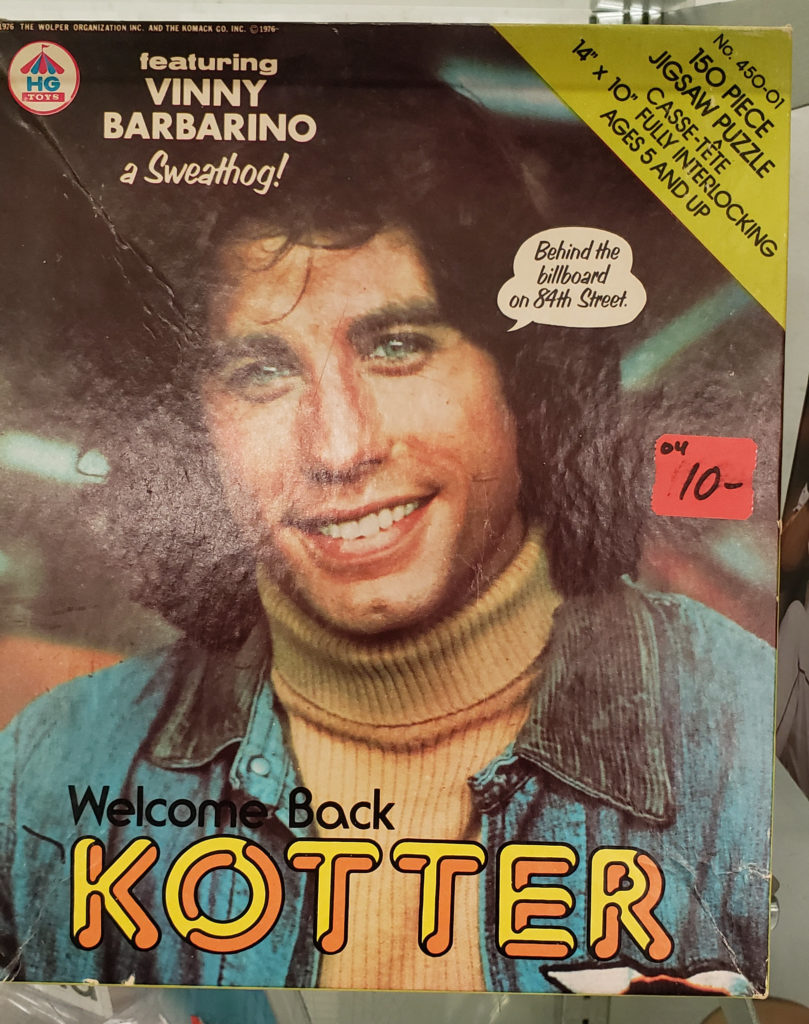 1976 THE WOLPER ORGANIZATION INC. AND THE KOMACK CO. INC. © 1976-
HG
TOYS
featuring
VINNY
BARBARINO
a Sweathog!
No. 450-01
150 PIECE
JIGSAW PUZZLE
CASSE-TÊTE
14" x 10" FULLY INTERLOCKING
AGES 5 AND UP
Behind the
billboard
on 84th Street.
04
10-
Welcome Back
KOTTER